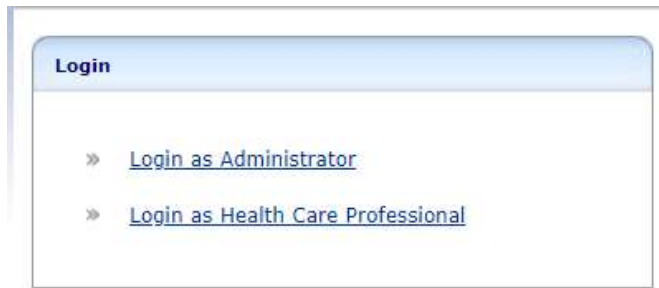 Login
» Login as Administrator
» Login as Health Care Professional